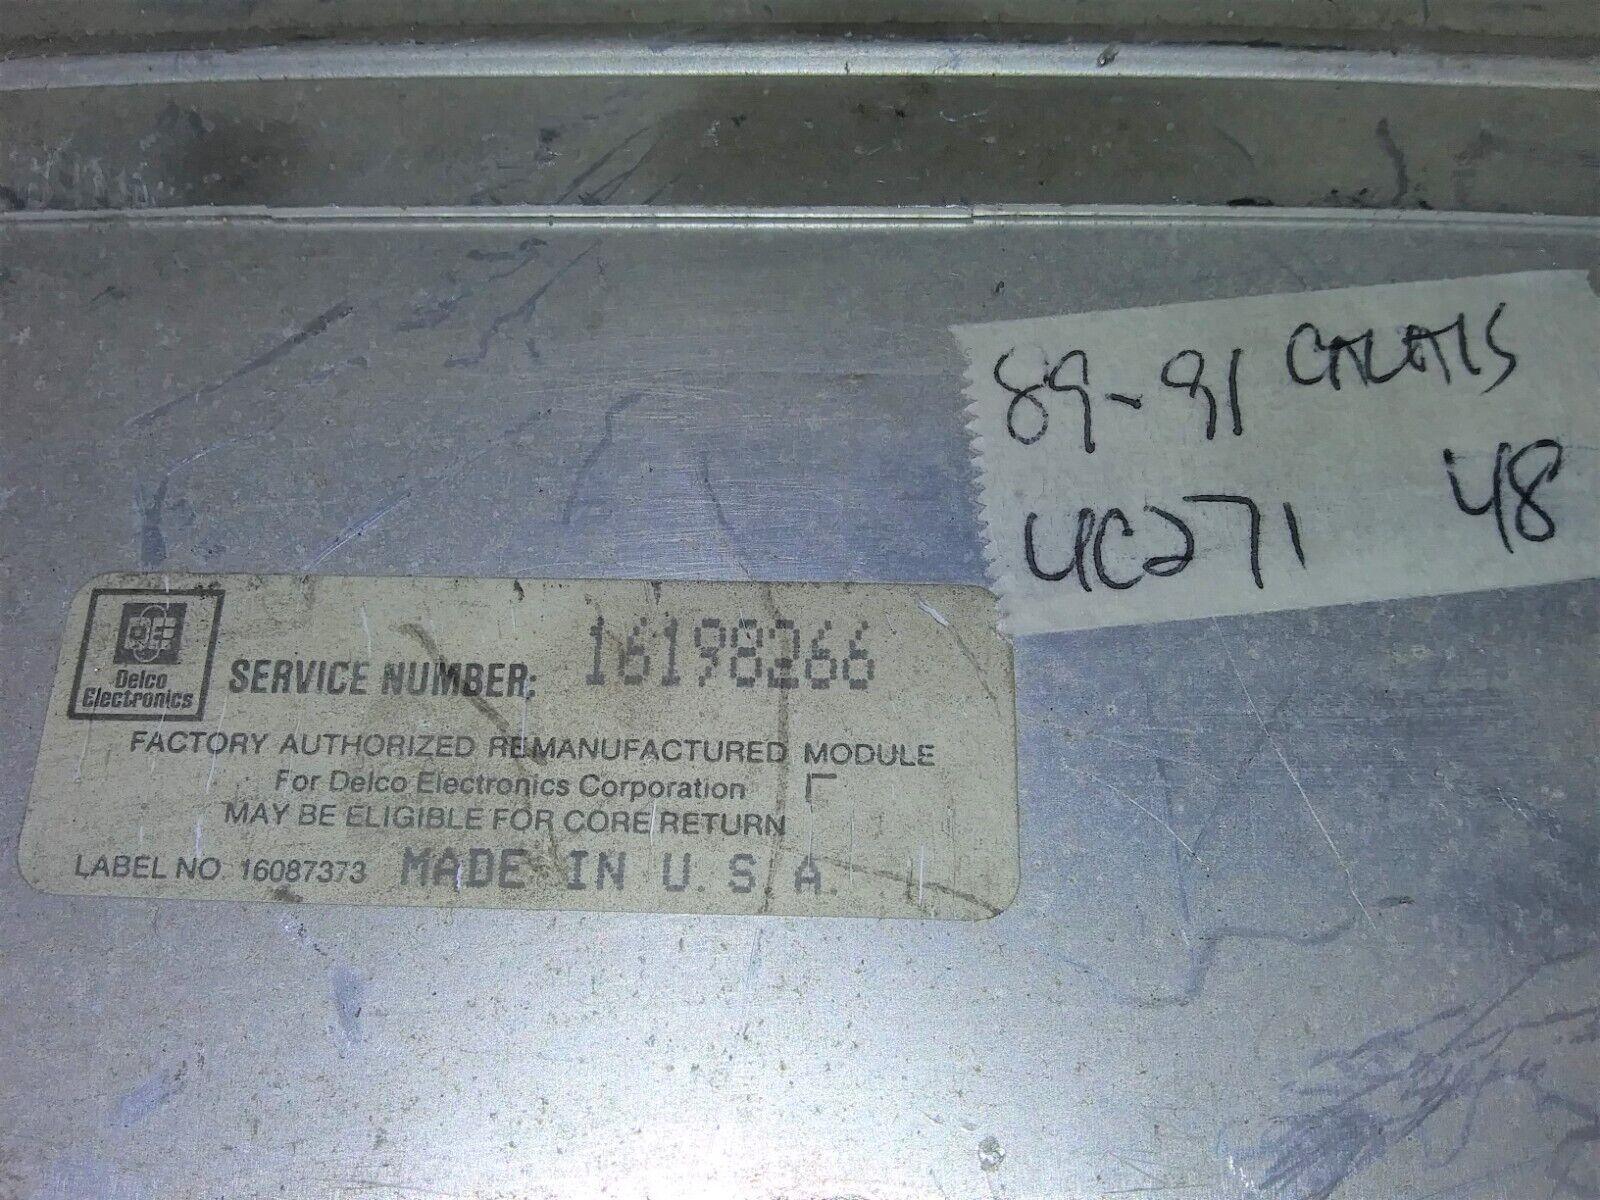 89-91 CALAIS
4C271 48
Delco
Electronics
SERVICE NUMBER: 16198266
FACTORY AUTHORIZED REMANUFACTURED MODULE
For Delco Electronics Corporation
MAY BE ELIGIBLE FOR CORE RETURN
LABEL NO. 16087373 MADE IN U.S.A.